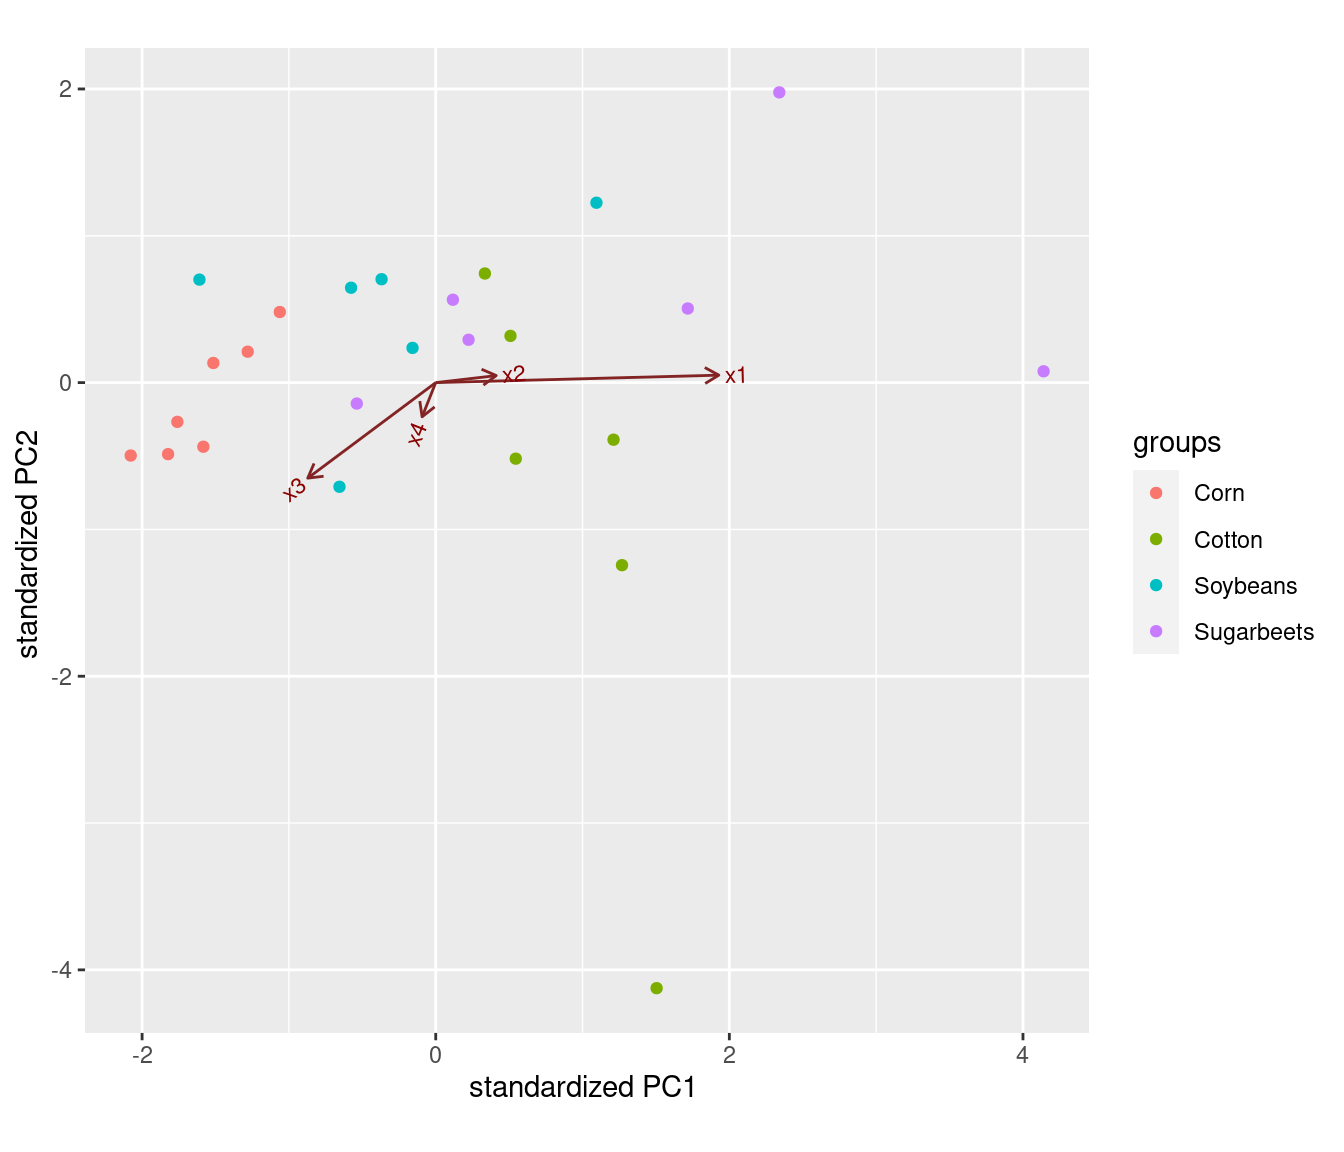 2
0
-2
-4
standardized PC2
x2
x1
x4
x3
-2
0
2
4
standardized PC1
groups
Corn
Cotton
Soybeans
Sugarbeets